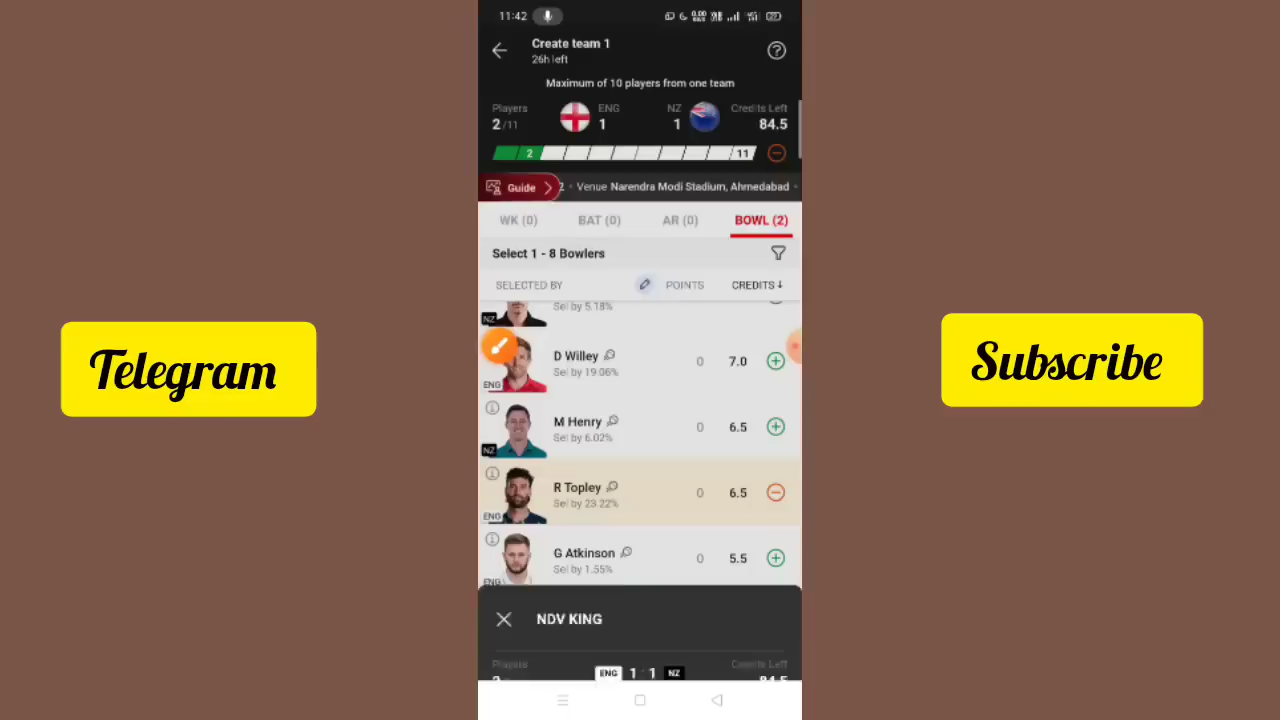 11:42
Create team 1
26h left
Maximum of 10 players from one team
Players ENG NZ Credits Left
2/11 1 1 84.5
2 11
Guide Venue Narendra Modi Stadium, Ahmedabad
WK (0) BAT (0) AR (0) BOWL (2)
Select 1 - 8 Bowlers
SELECTED BY POINTS CREDITS↓
Sel by 5.18%
NZ
D Willey 0 7.0
Sel by 19.06%
ENG
Telegram
Subscribe
M Henry 0 6.5
Sel by 6.02%
NZ
R Topley 0 6.5
Sel by 23.22%
ENG
G Atkinson 0 5.5
Sel by 1.55%
ENG
NDV KING
Players ENG 1 1 NZ Credits Left
84.5